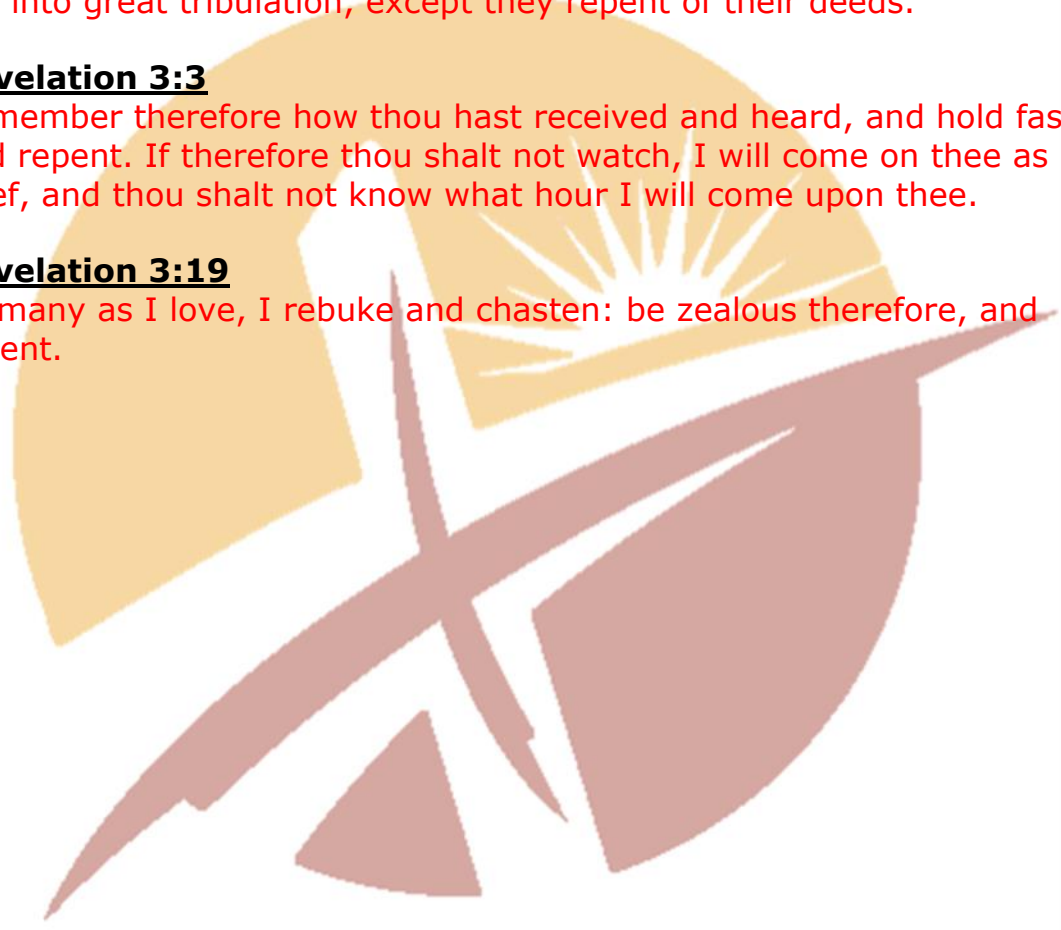 into great tribulation, except they repent of their deeds.
velation 3:3
member therefore how thou hast received and heard, and hold fas
d repent. If therefore thou shalt not watch, I will come on thee as
ef, and thou shalt not know what hour I will come upon thee.
velation 3:19
many as I love, I rebuke and chasten: be zealous therefore, and
ent.